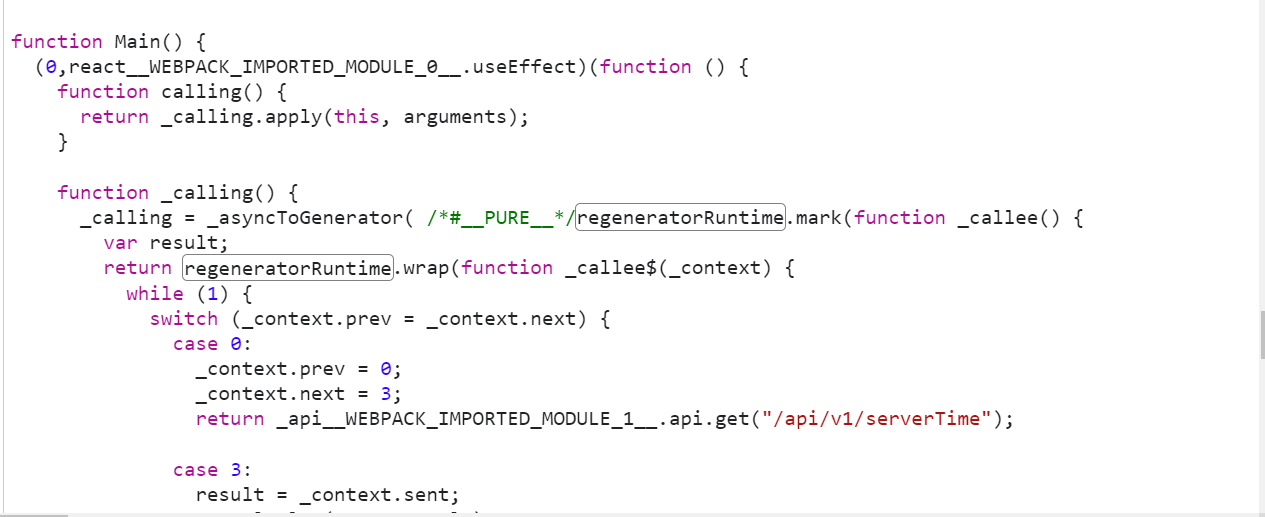 function Main() {
(0,react__WEBPACK_IMPORTED_MODULE_0__.useEffect)(function () {
function calling() {
return _calling.apply(this, arguments);
}
function _calling() {
_calling = _asyncToGenerator( /*#__PURE__*/regeneratorRuntime.mark(function _callee() {
var result;
return regeneratorRuntime.wrap(function _callee$(_context) {
while (1) {
switch (_context.prev = _context.next) {
case 0:
_context.prev = 0;
_context.next = 3;
return _api__WEBPACK_IMPORTED_MODULE_1__.api.get("/api/v1/serverTime");
case 3:
result = _context.sent;